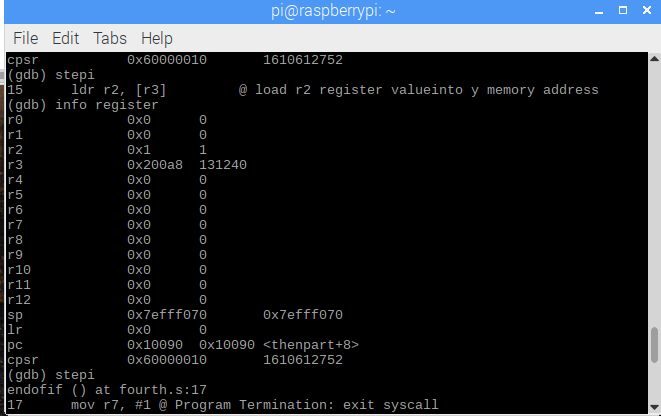 pi@raspberrypi: ~
File Edit Tabs Help
cpsr 0x60000010 1610612752
(gdb) stepi
15 ldr r2, [r3] @ load r2 register valueinto y memory address
(gdb) info register
r0 0x0 0
r1 0x0 0
r2 0x1 1
r3 0x200a8 131240
r4 0x0 0
r5 0x0 0
r6 0x0 0
r7 0x0 0
r8 0x0 0
r9 0x0 0
r10 0x0 0
r11 0x0 0
r12 0x0 0
sp 0x7efff070 0x7efff070
lr 0x0 0
pc 0x10090 0x10090 <thenpart+8>
cpsr 0x60000010 1610612752
(gdb) stepi
endofif () at fourth.s:17
17 mov r7, #1 @ Program Termination: exit syscall